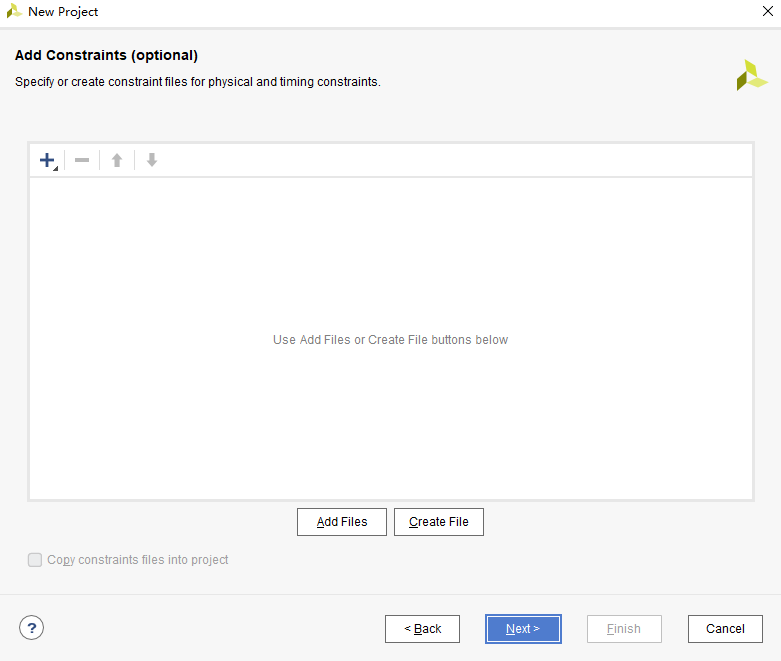 New Project
Add Constraints (optional)
Specify or create constraint files for physical and timing constraints.
Use Add Files or Create File buttons below
Add Files
Create File
Copy constraints files into project
?
< Back
Next >
Finish
Cancel